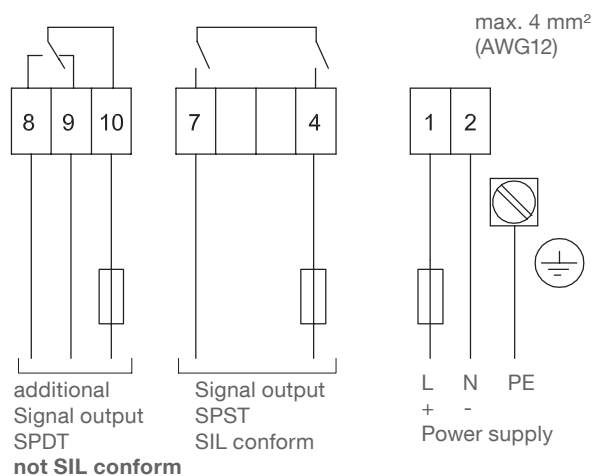 max. 4 mm²
(AWG12)
8 9 10
7 4
1 2
additional
Signal output
SPDT
not SIL conform
Signal output
SPST
SIL conform
L N PE
+ -
Power supply